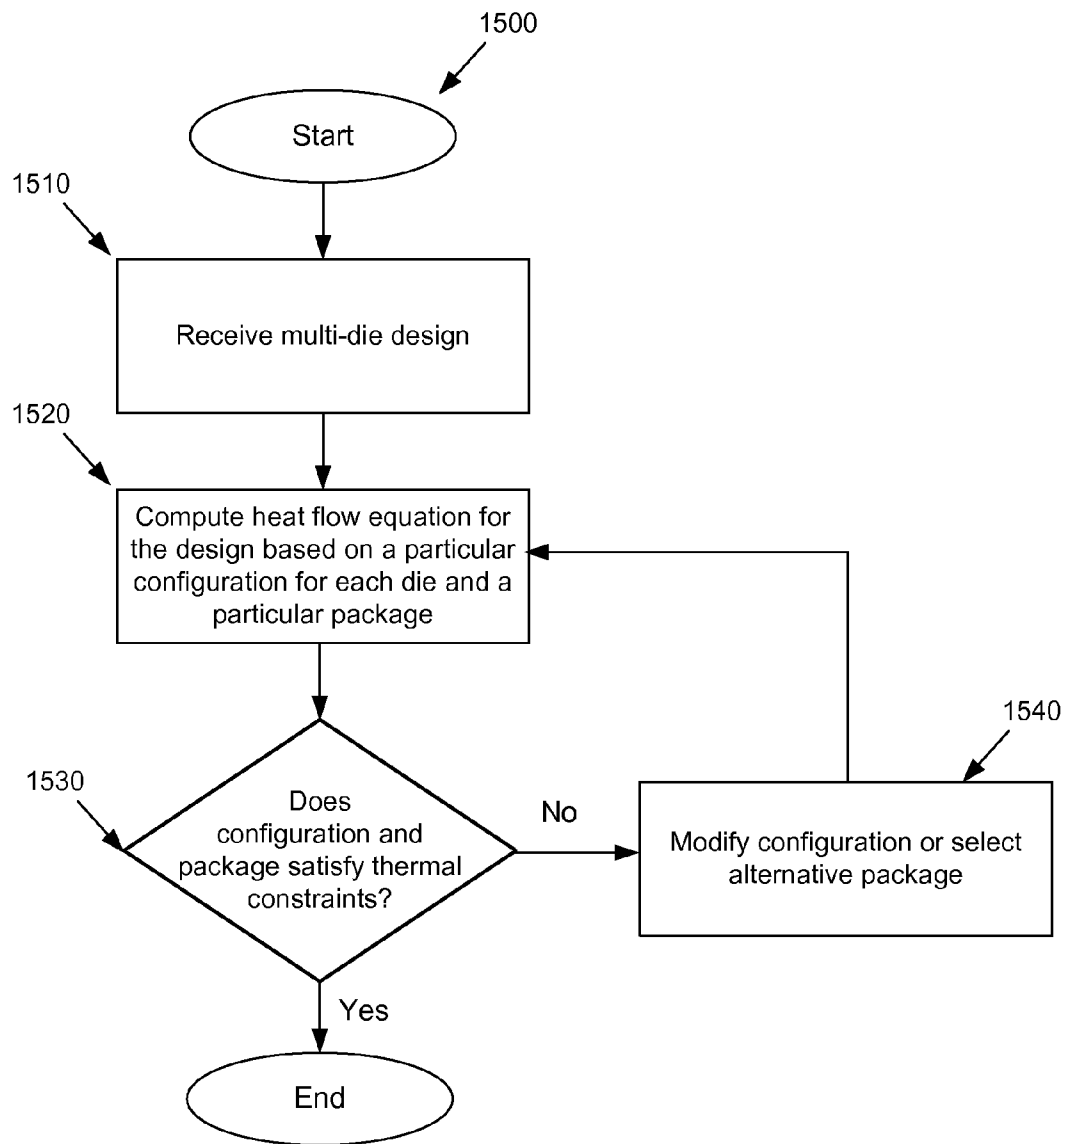 1500
Start
1510
Receive multi-die design
1520
Compute heat flow equation for
the design based on a particular
configuration for each die and a
particular package
1530
Does
configuration and
package satisfy thermal
constraints?
No
1540
Modify configuration or select
alternative package
Yes
End